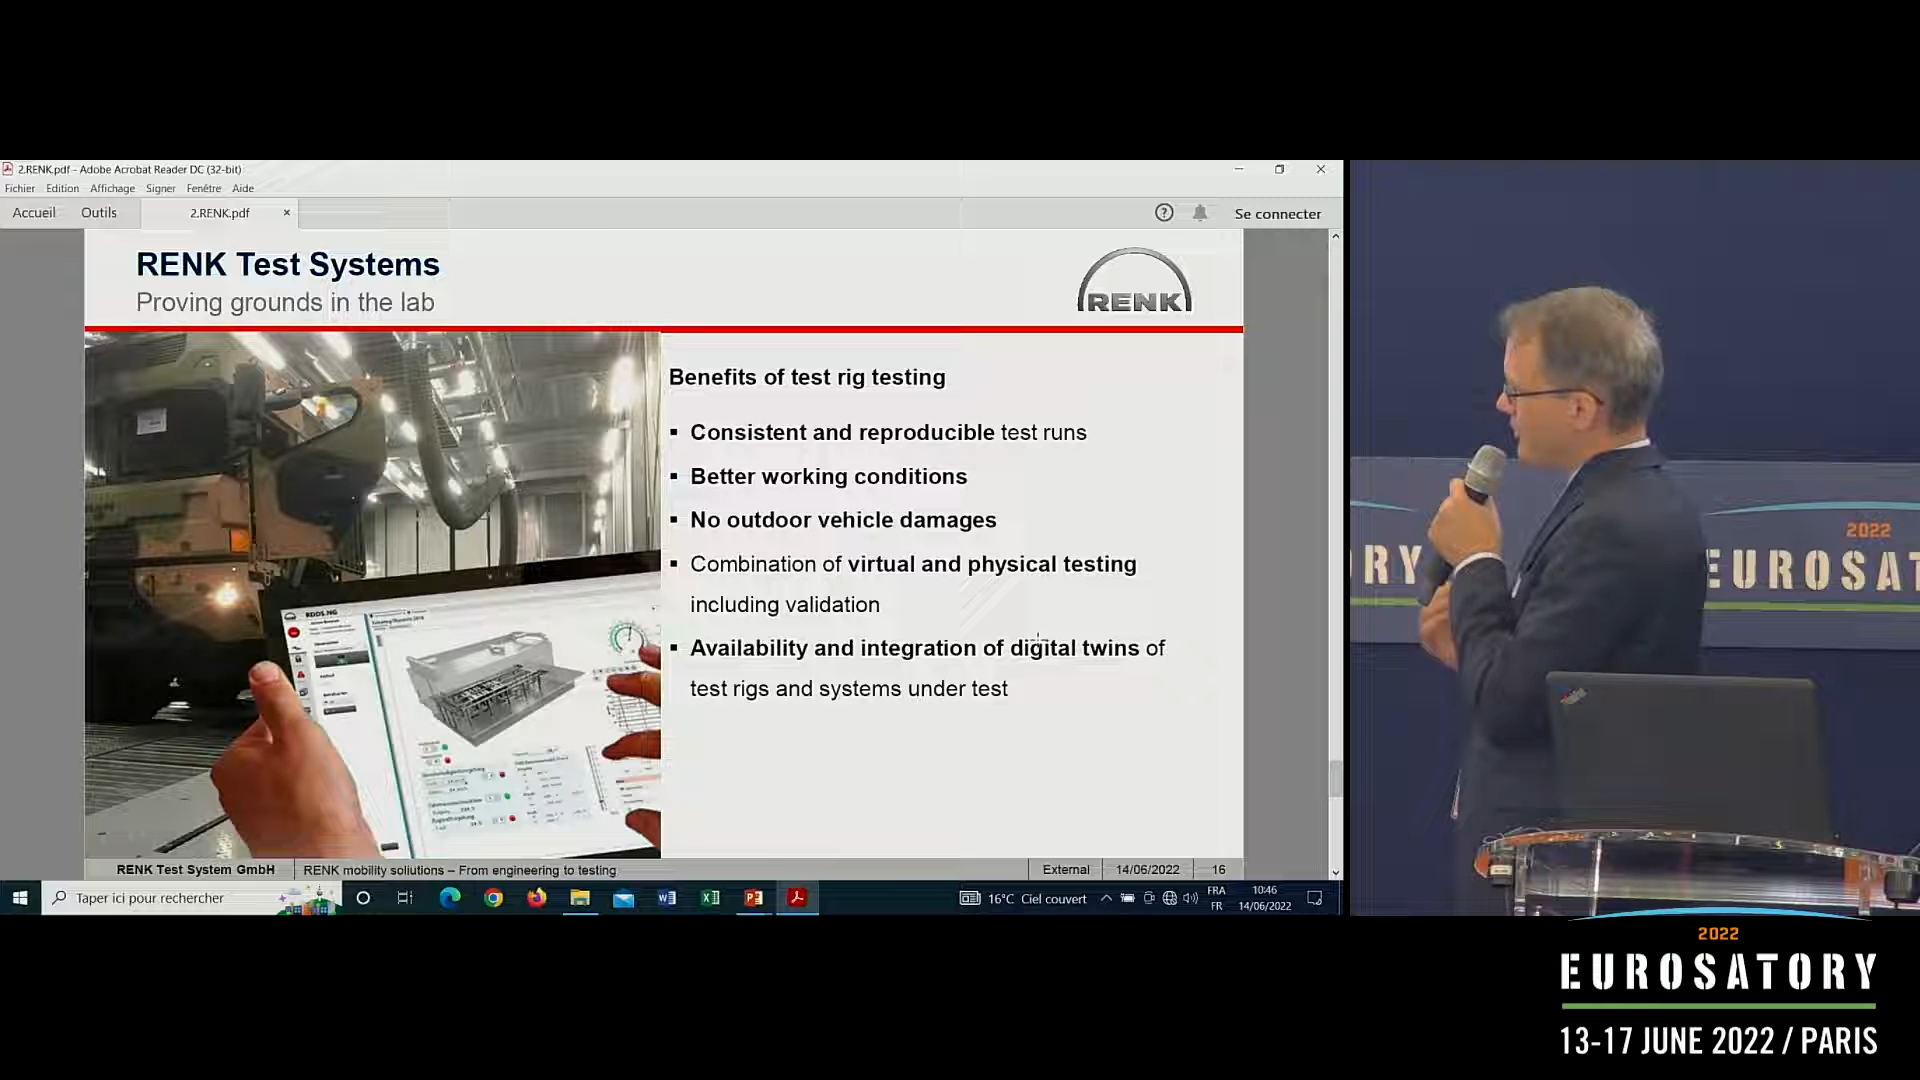 2.RENK.pdf - Adobe Acrobat Reader DC (32-bit)
Fichier Edition Affichage Signer Fenêtre Aide
Accueil Outils 2.RENK.pdf × Se connecter
RENK Test Systems
Proving grounds in the lab
RENK
Benefits of test rig testing
▪ Consistent and reproducible test runs
▪ Better working conditions
▪ No outdoor vehicle damages
▪ Combination of virtual and physical testing
including validation
▪ Availability and integration of digital twins of
test rigs and systems under test
RDDS-NG
RENK Test System GmbH RENK mobility solutions – From engineering to testing External 14/06/2022 16
Taper ici pour rechercher 16°C Ciel couvert FRA 10:46
FR 14/06/2022
2022
RY EUROSAT
ThinkPad
2022
EUROSATORY
13-17 JUNE 2022 / PARIS